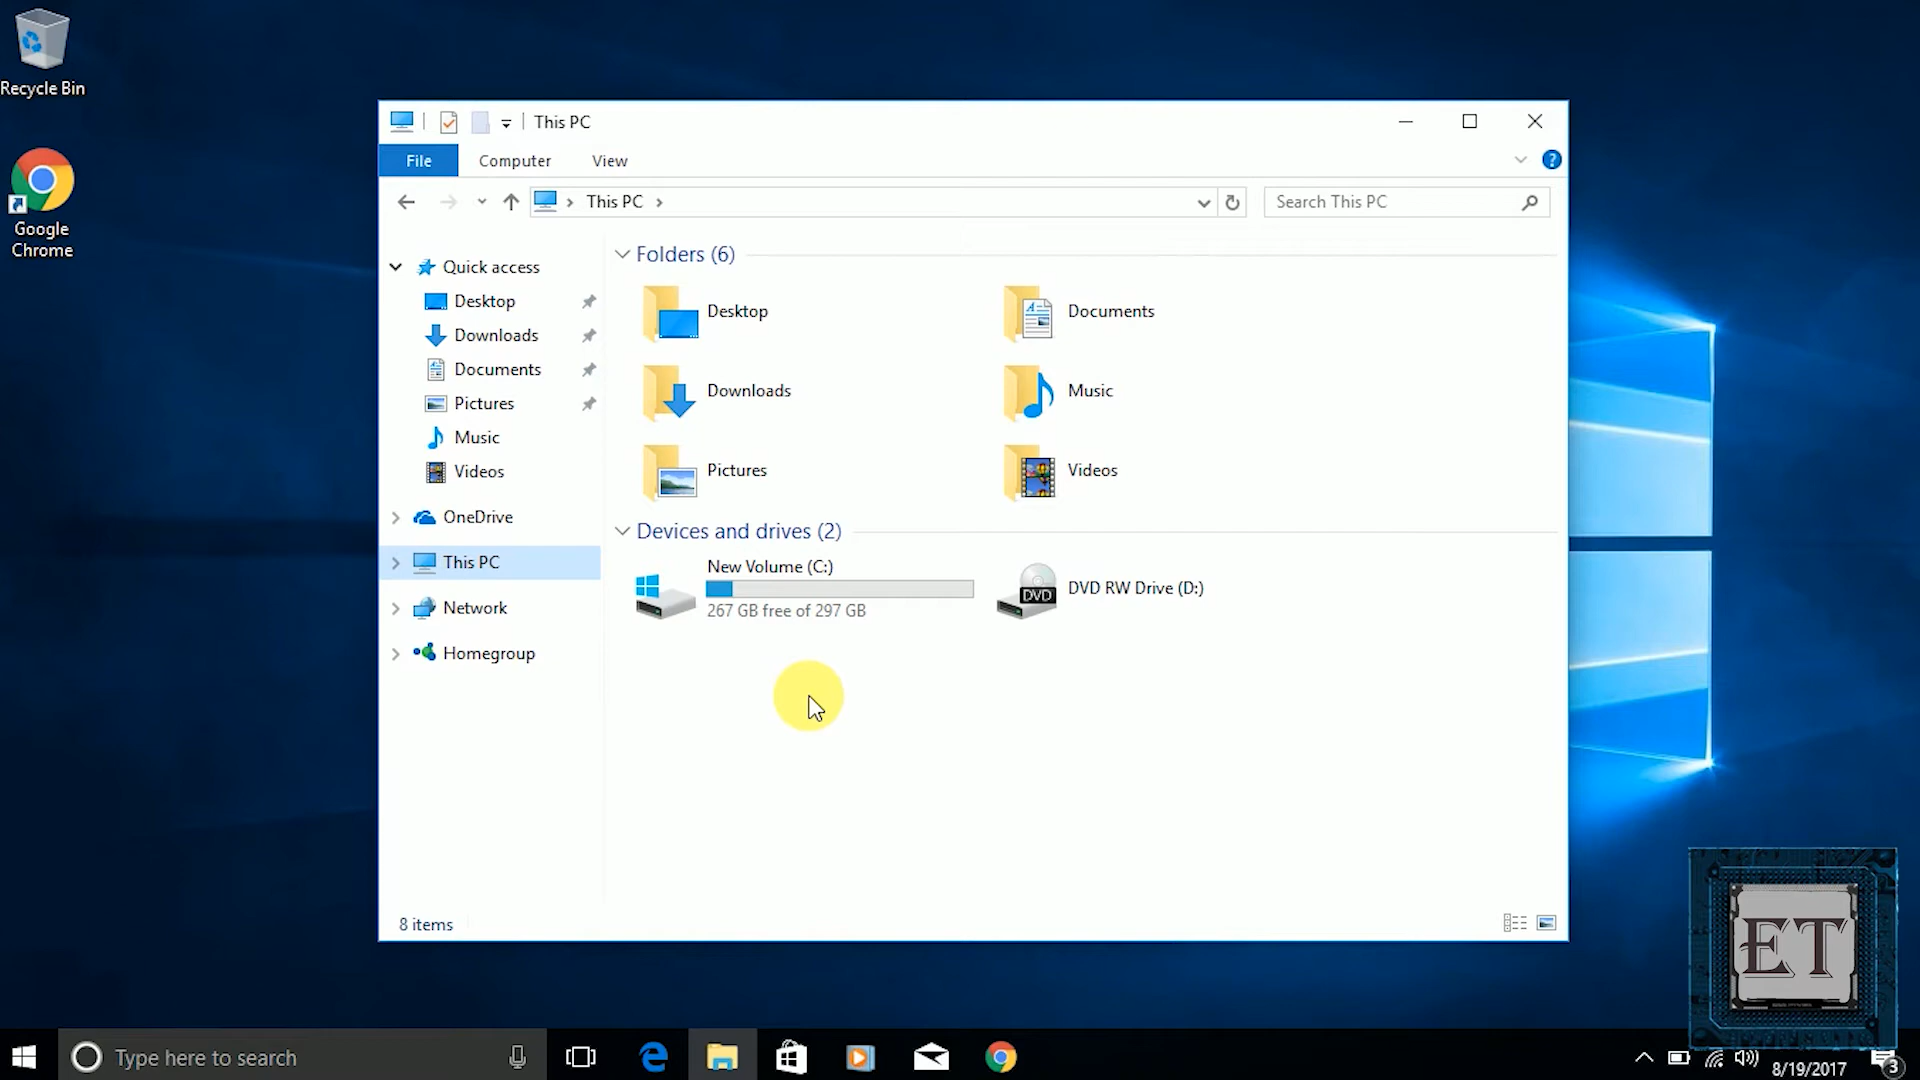 Recycle Bin
Google
Chrome
This PC
File
Computer
View
?
This PC
Search This PC
Quick access
Desktop
Downloads
Documents
Pictures
Music
Videos
OneDrive
This PC
Network
Homegroup
Folders (6)
Desktop
Documents
Downloads
Music
Pictures
Videos
Devices and drives (2)
New Volume (C:)
267 GB free of 297 GB
DVD
DVD RW Drive (D:)
8 items
ET
Type here to search
8/19/2017
3